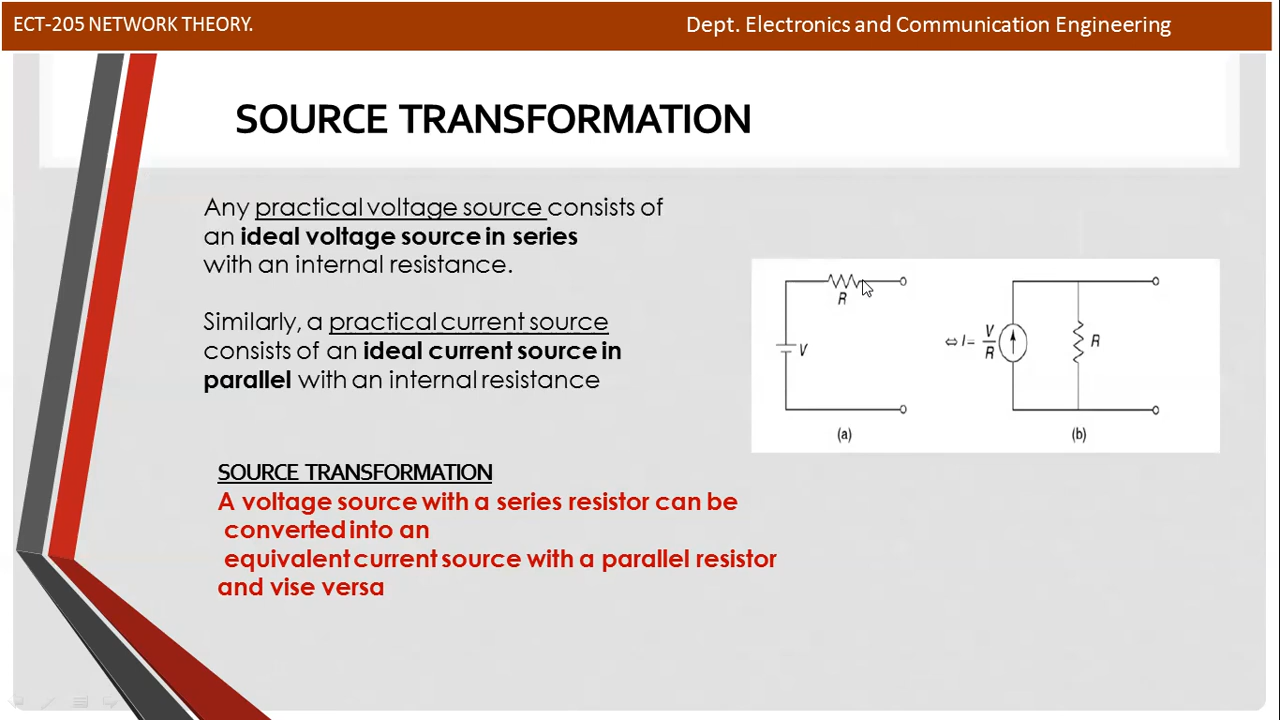 ECT-205 NETWORK THEORY.
Dept. Electronics and Communication Engineering
SOURCE TRANSFORMATION
Any practical voltage source consists of
an ideal voltage source in series
with an internal resistance.
Similarly, a practical current source
consists of an ideal current source in
parallel with an internal resistance
R
V
(a)
⇔ I = V/R
R
(b)
SOURCE TRANSFORMATION
A voltage source with a series resistor can be
converted into an
equivalent current source with a parallel resistor
and vise versa